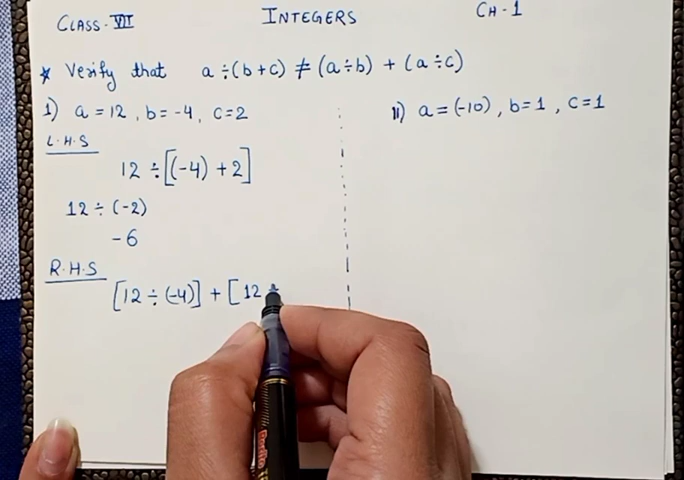 CLASS-VII INTEGERS CH-1
* Verify that a÷(b+c) ≠ (a÷b) + (a÷c)
I) a=12, b=-4, c=2
L.H.S
12 ÷ [(-4) + 2]
12 ÷ (-2)
-6
R.H.S
[12 ÷ (-4)] + [12 ÷
II) a=(-10), b=1, c=1